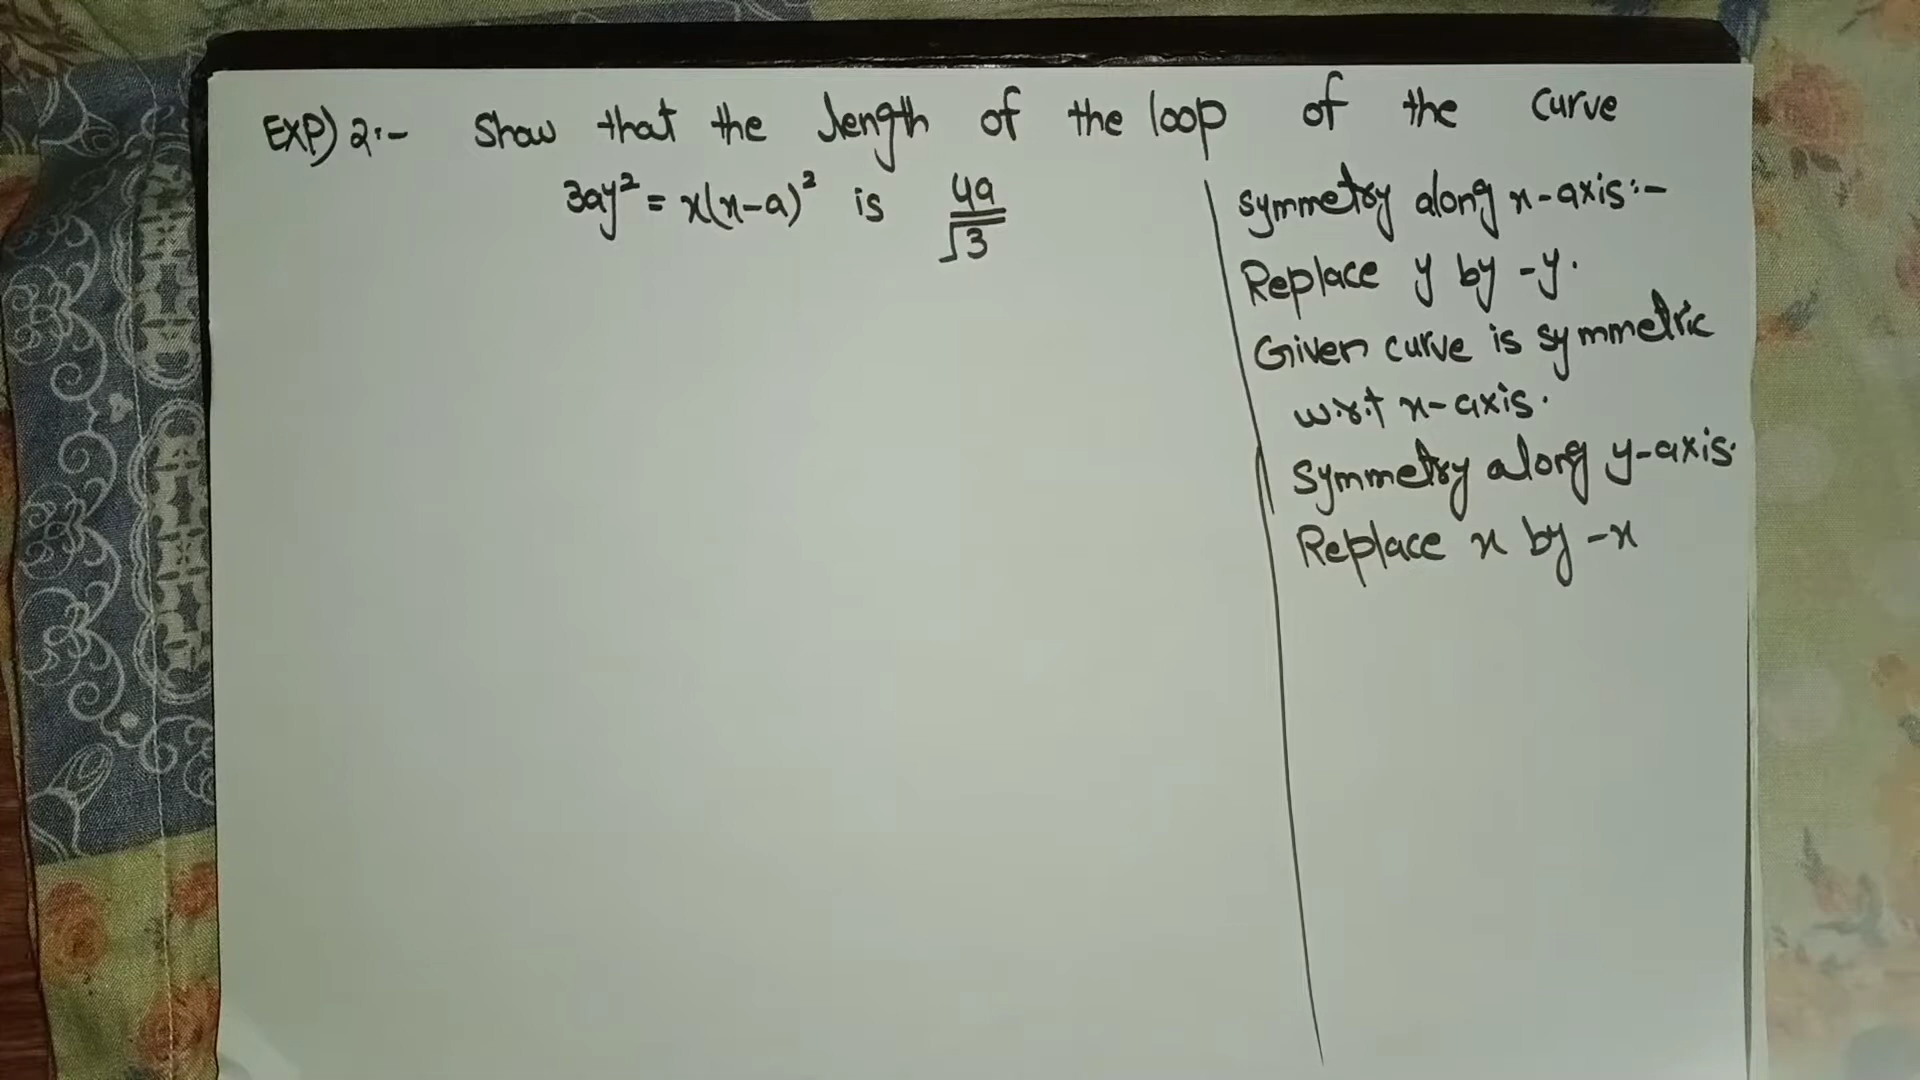 EXP) 2:- Show that the length of the loop of the curve
3ay² = x(x-a)² is 4a/√3
symmetry along x-axis:-
Replace y by -y.
Given curve is symmetric
w.r.t x-axis.
Symmetry along y-axis.
Replace x by -x